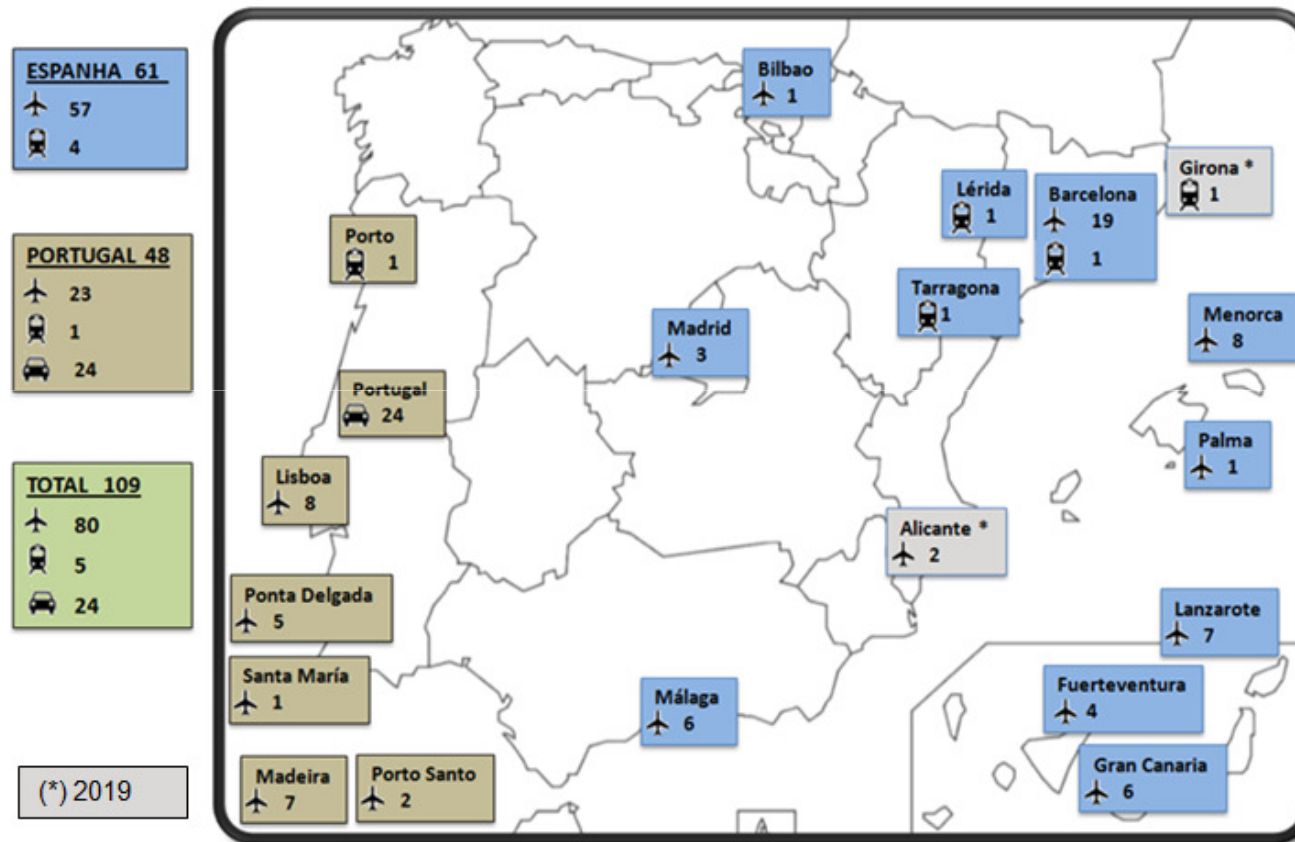 ESPANHA 61
57
4
PORTUGAL 48
23
1
24
TOTAL 109
80
5
24
(*) 2019
Bilbao
1
Girona *
1
Lérida
1
Barcelona
19
1
Porto
1
Tarragona
1
Menorca
8
Madrid
3
Portugal
24
Palma
1
Lisboa
8
Alicante *
2
Ponta Delgada
5
Lanzarote
7
Santa María
1
Málaga
6
Fuerteventura
4
Gran Canaria
6
Madeira
7
Porto Santo
2